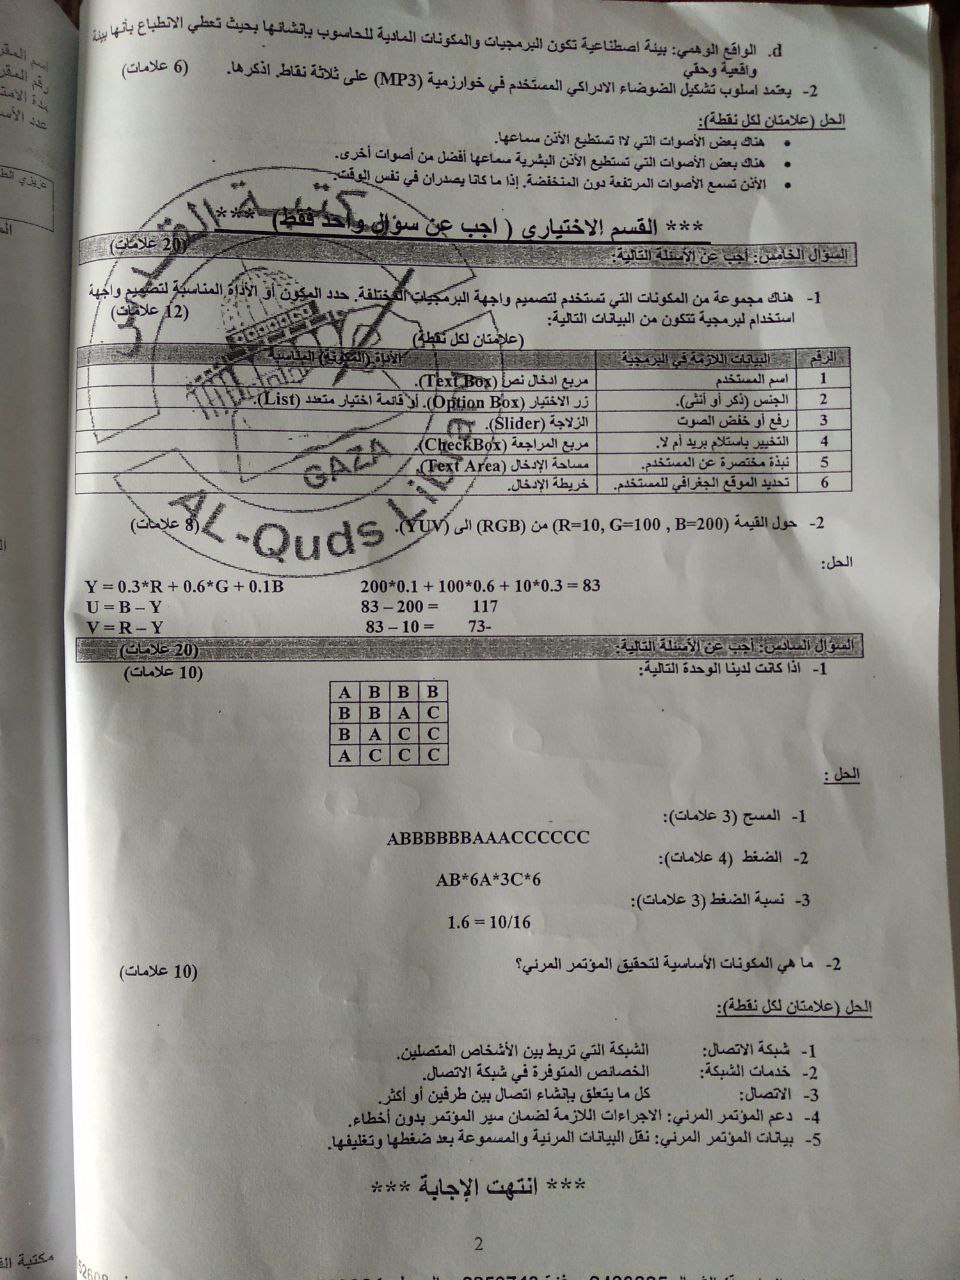 d. الواقع الوهمي: بيئة اصطناعية تكون البرمجيات والمكونات المادية للحاسوب بإنشائها بحيث تعطي الانطباع بأنها بيئة
واقعية وحقي
2- يعتمد اسلوب تشكيل الضوضاء الادراكي المستخدم في خوارزمية (MP3) على ثلاثة نقاط. اذكرها. (6 علامات)
الحل (علامتان لكل نقطة):
• هناك بعض الأصوات التي لاا تستطيع الأذن سماعها.
• هناك بعض الأصوات التي تستطيع الأذن البشرية سماعها أفضل من أصوات أخرى.
• الأذن تسمع الأصوات المرتفعة دون المنخفضة. إذا ما كانا يصدران في نفس الوقت.
*** القسم الاختياري ( اجب عن سؤال واحد فقط) ***
السؤال الخامس: أجب عن الأسئلة التالية: (20 علامات)
1- هناك مجموعة من المكونات التي تستخدم لتصميم واجهة البرمجيات المختلفة. حدد المكون أو الأداة المناسبة لتصميم واجهة
استخدام لبرمجية تتكون من البيانات التالية: (12 علامات)
(علامتان لكل نقطة)
الرقم البيانات اللازمة في البرمجية الأداة (المكونة) المناسبة
1 اسم المستخدم مربع ادخال نص (Text Box).
2 الجنس (ذكر أو أنثى). زر الاختيار (Option Box). أو قائمة اختيار متعدد (List).
3 رفع أو خفض الصوت الزلاجة (Slider).
4 التخيير باستلام بريد أم لا. مربع المراجعة (CheckBox).
5 نبذة مختصرة عن المستخدم. مساحة الإدخال (Text Area).
6 تحديد الموقع الجغرافي للمستخدم. خريطة الإدخال.
مكتبة القدس
GAZA
AL-Quds Library
2- حول القيمة (R=10, G=100 , B=200) من (RGB) الى (YUV). (8 علامات)
الحل:
Y = 0.3*R + 0.6*G + 0.1B 200*0.1 + 100*0.6 + 10*0.3 = 83
U = B – Y 83 – 200 = 117
V = R – Y 83 – 10 = 73-
السؤال السادس: أجب عن الأسئلة التالية: (20 علامات)
1- اذا كانت لدينا الوحدة التالية: (10 علامات)
A B B B
B B A C
B A C C
A C C C
الحل :
1- المسح (3 علامات):
ABBBBBBAAACCCCCC
2- الضغط (4 علامات):
AB*6A*3C*6
3- نسبة الضغط (3 علامات):
1.6 = 10/16
2- ما هي المكونات الأساسية لتحقيق المؤتمر المرئي؟ (10 علامات)
الحل (علامتان لكل نقطة):
1- شبكة الاتصال: الشبكة التي تربط بين الأشخاص المتصلين.
2- خدمات الشبكة: الخصائص المتوفرة في شبكة الاتصال.
3- الاتصال: كل ما يتعلق بإنشاء اتصال بين طرفين أو أكثر.
4- دعم المؤتمر المرئي: الاجراءات اللازمة لضمان سير المؤتمر بدون أخطاء.
5- بيانات المؤتمر المرئي: نقل البيانات المرئية والمسموعة بعد ضغطها وتغليفها.
*** انتهت الإجابة ***
2